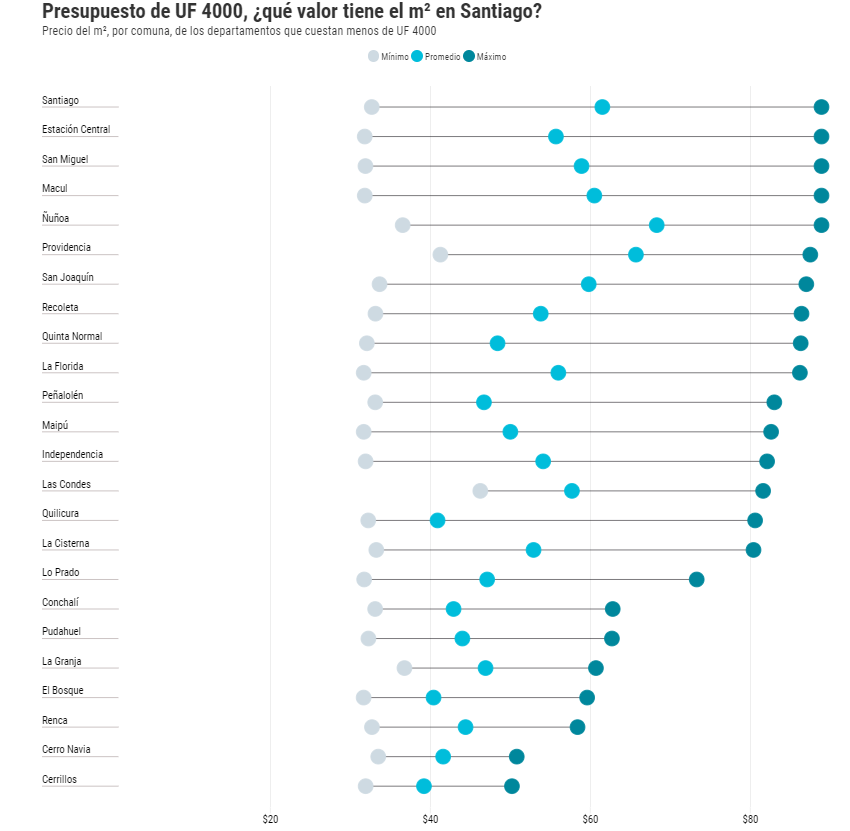 Presupuesto de UF 4000, ¿qué valor tiene el m² en Santiago?
Precio del m², por comuna, de los departamentos que cuestan menos de UF 4000
Mínimo Promedio Máximo
Santiago
Estación Central
San Miguel
Macul
Ñuñoa
Providencia
San Joaquín
Recoleta
Quinta Normal
La Florida
Peñalolén
Maipú
Independencia
Las Condes
Quilicura
La Cisterna
Lo Prado
Conchalí
Pudahuel
La Granja
El Bosque
Renca
Cerro Navia
Cerrillos
$20 $40 $60 $80